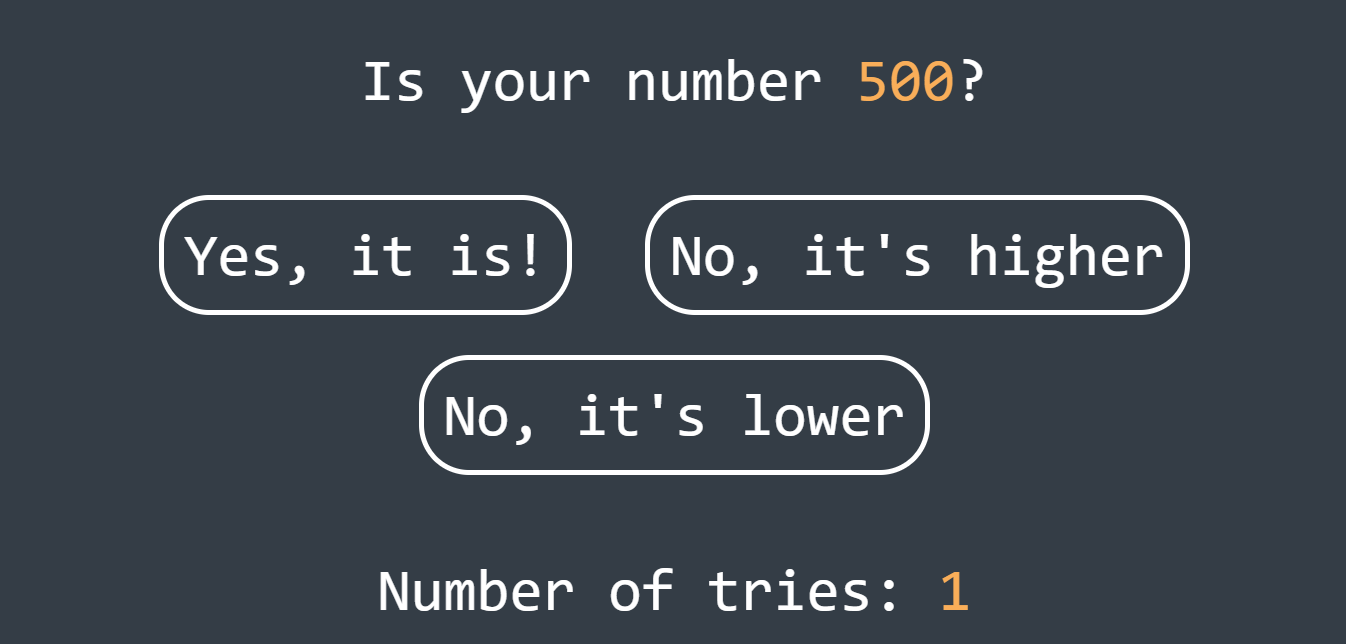 Is your number 500?
Yes, it is!
No, it's higher
No, it's lower
Number of tries: 1